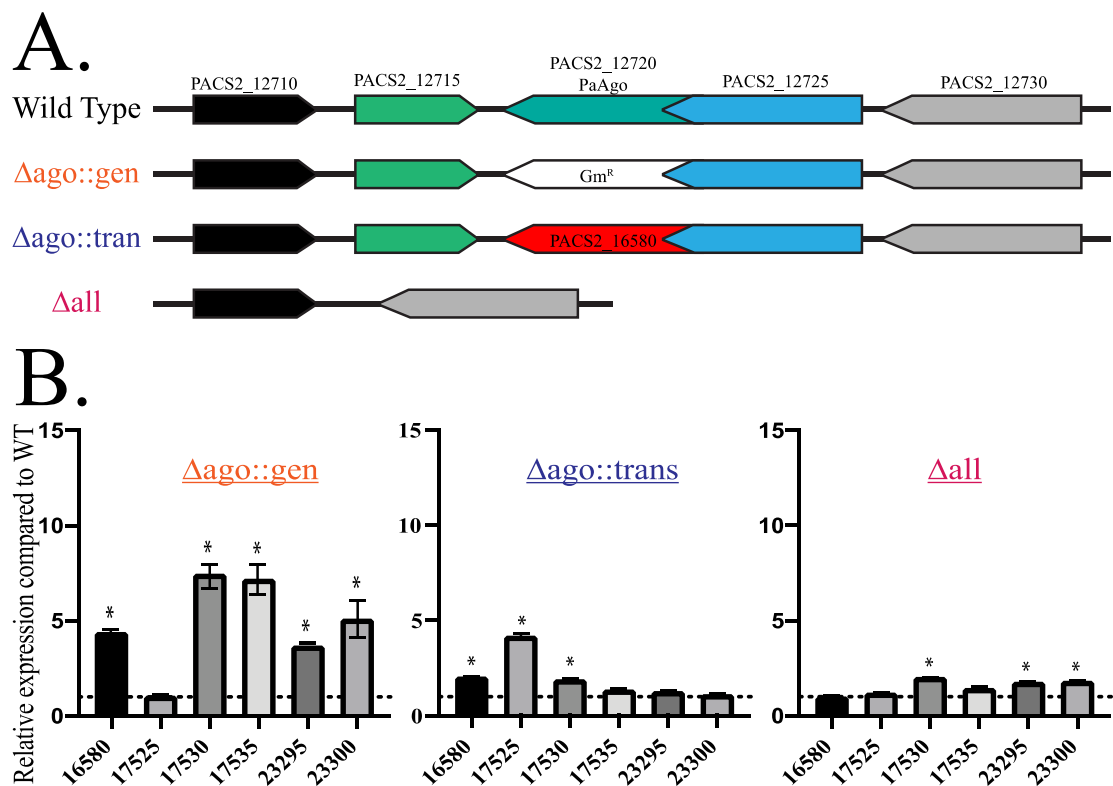 A.
PACS2_12710
PACS2_12715
PACS2_12720
PaAgo
PACS2_12725
PACS2_12730
Wild Type
Δago::gen
Gmᴿ
Δago::tran
PACS2_16580
Δall
B.
Relative expression compared to WT
15
10
5
0
Δago::gen
*
*
*
*
*
16580
17525
17530
17535
23295
23300
15
10
5
0
Δago::trans
*
*
*
16580
17525
17530
17535
23295
23300
15
10
5
0
Δall
*
*
*
16580
17525
17530
17535
23295
23300